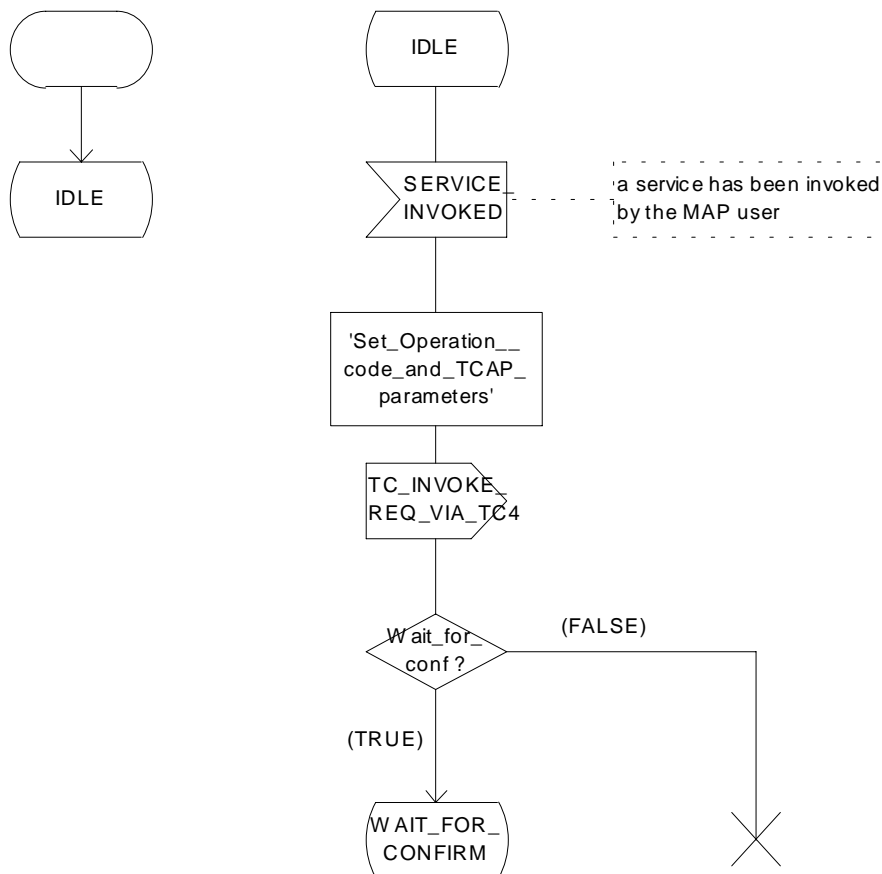 IDLE
IDLE
SERVICE_
INVOKED
a service has been invoked
by the MAP user
'Set_Operation__
code_and_TCAP_
parameters'
TC_INVOKE_
REQ_VIA_TC4
Wait_for_
conf ?
(FALSE)
(TRUE)
WAIT_FOR_
CONFIRM